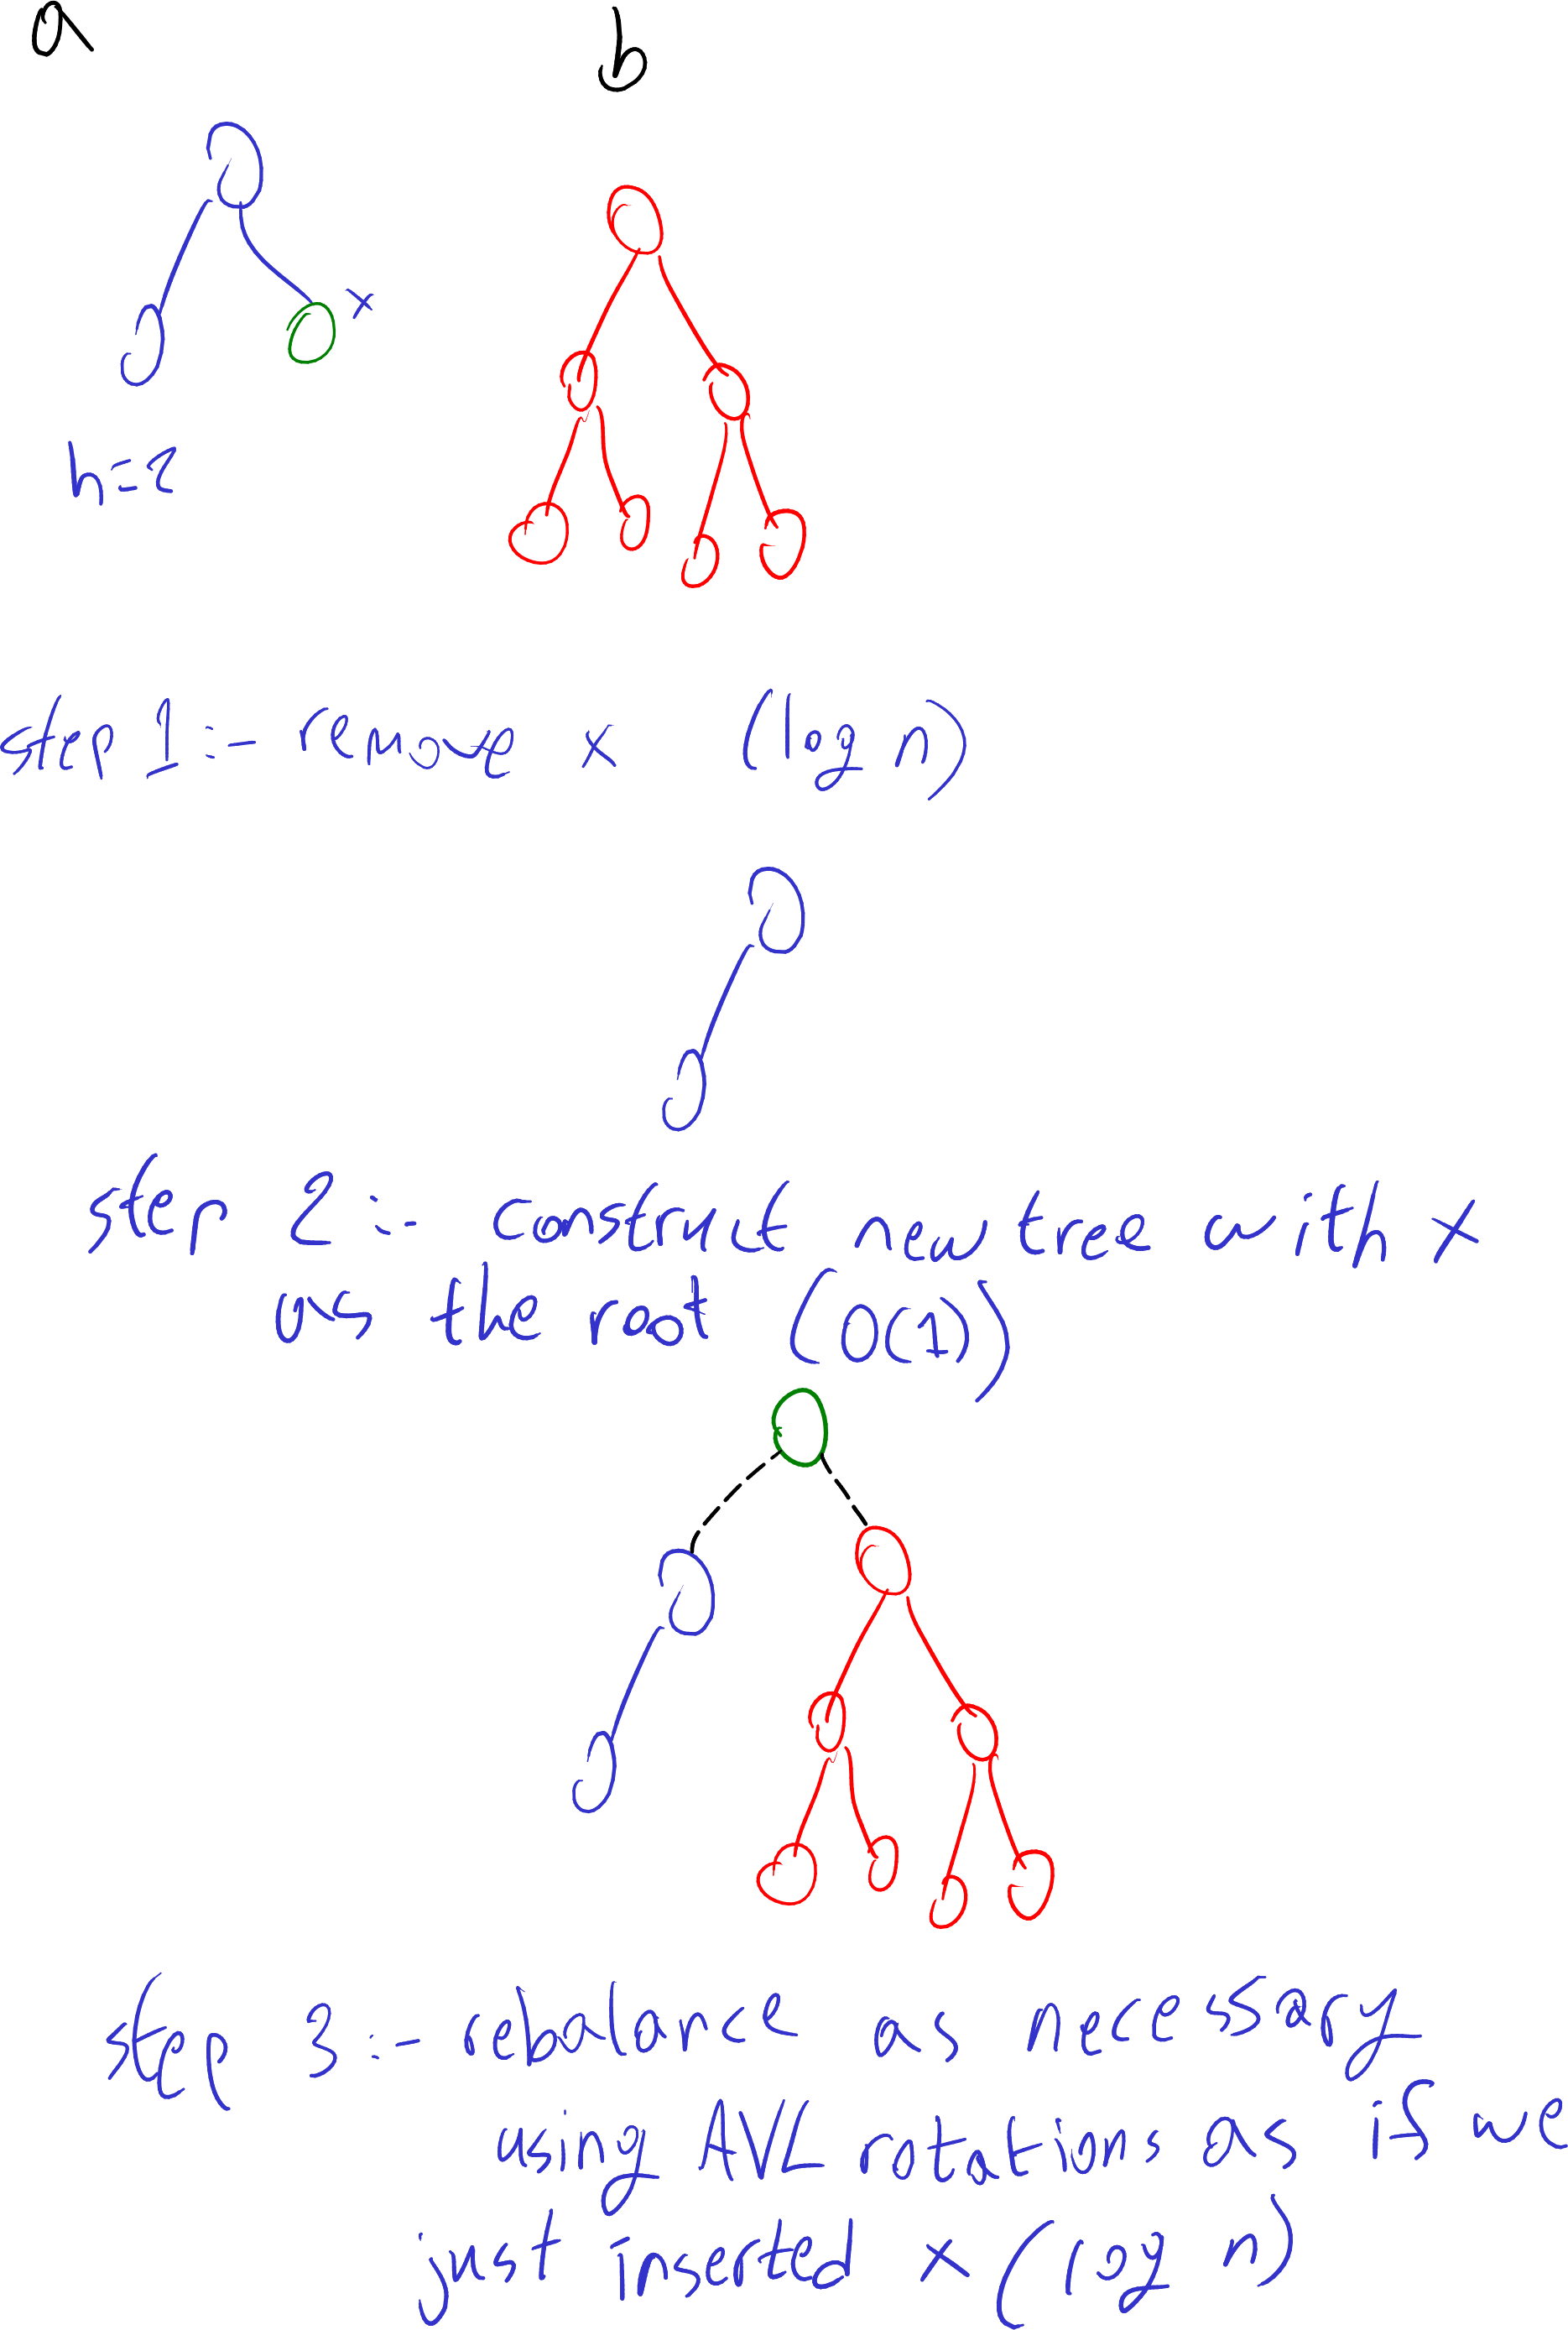 a
b
x
h=2
step 1:- remove x (log n)
step 2:- construct new tree with x
as the root (O(1))
step 3:- rebalance as necessary
using AVL rotations as if we
just inserted x (log n)